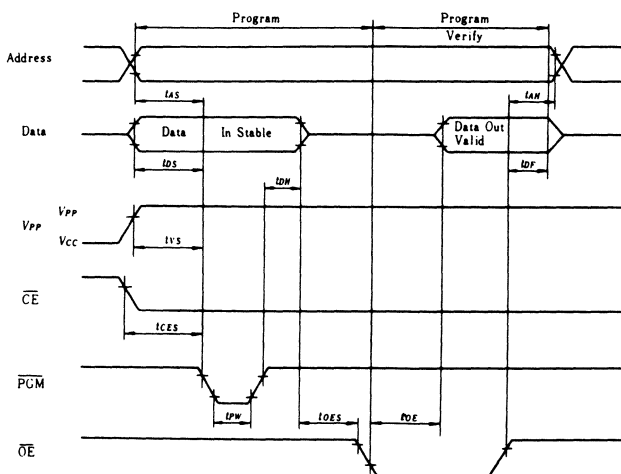 Program Program
Verify
Address
tAS tAH
Data Data In Stable Data Out
Valid
tDS tDH tDF
VPP VPP
VCC
tVS
CE
tCES
PGM
tPW tOES tOE
OE